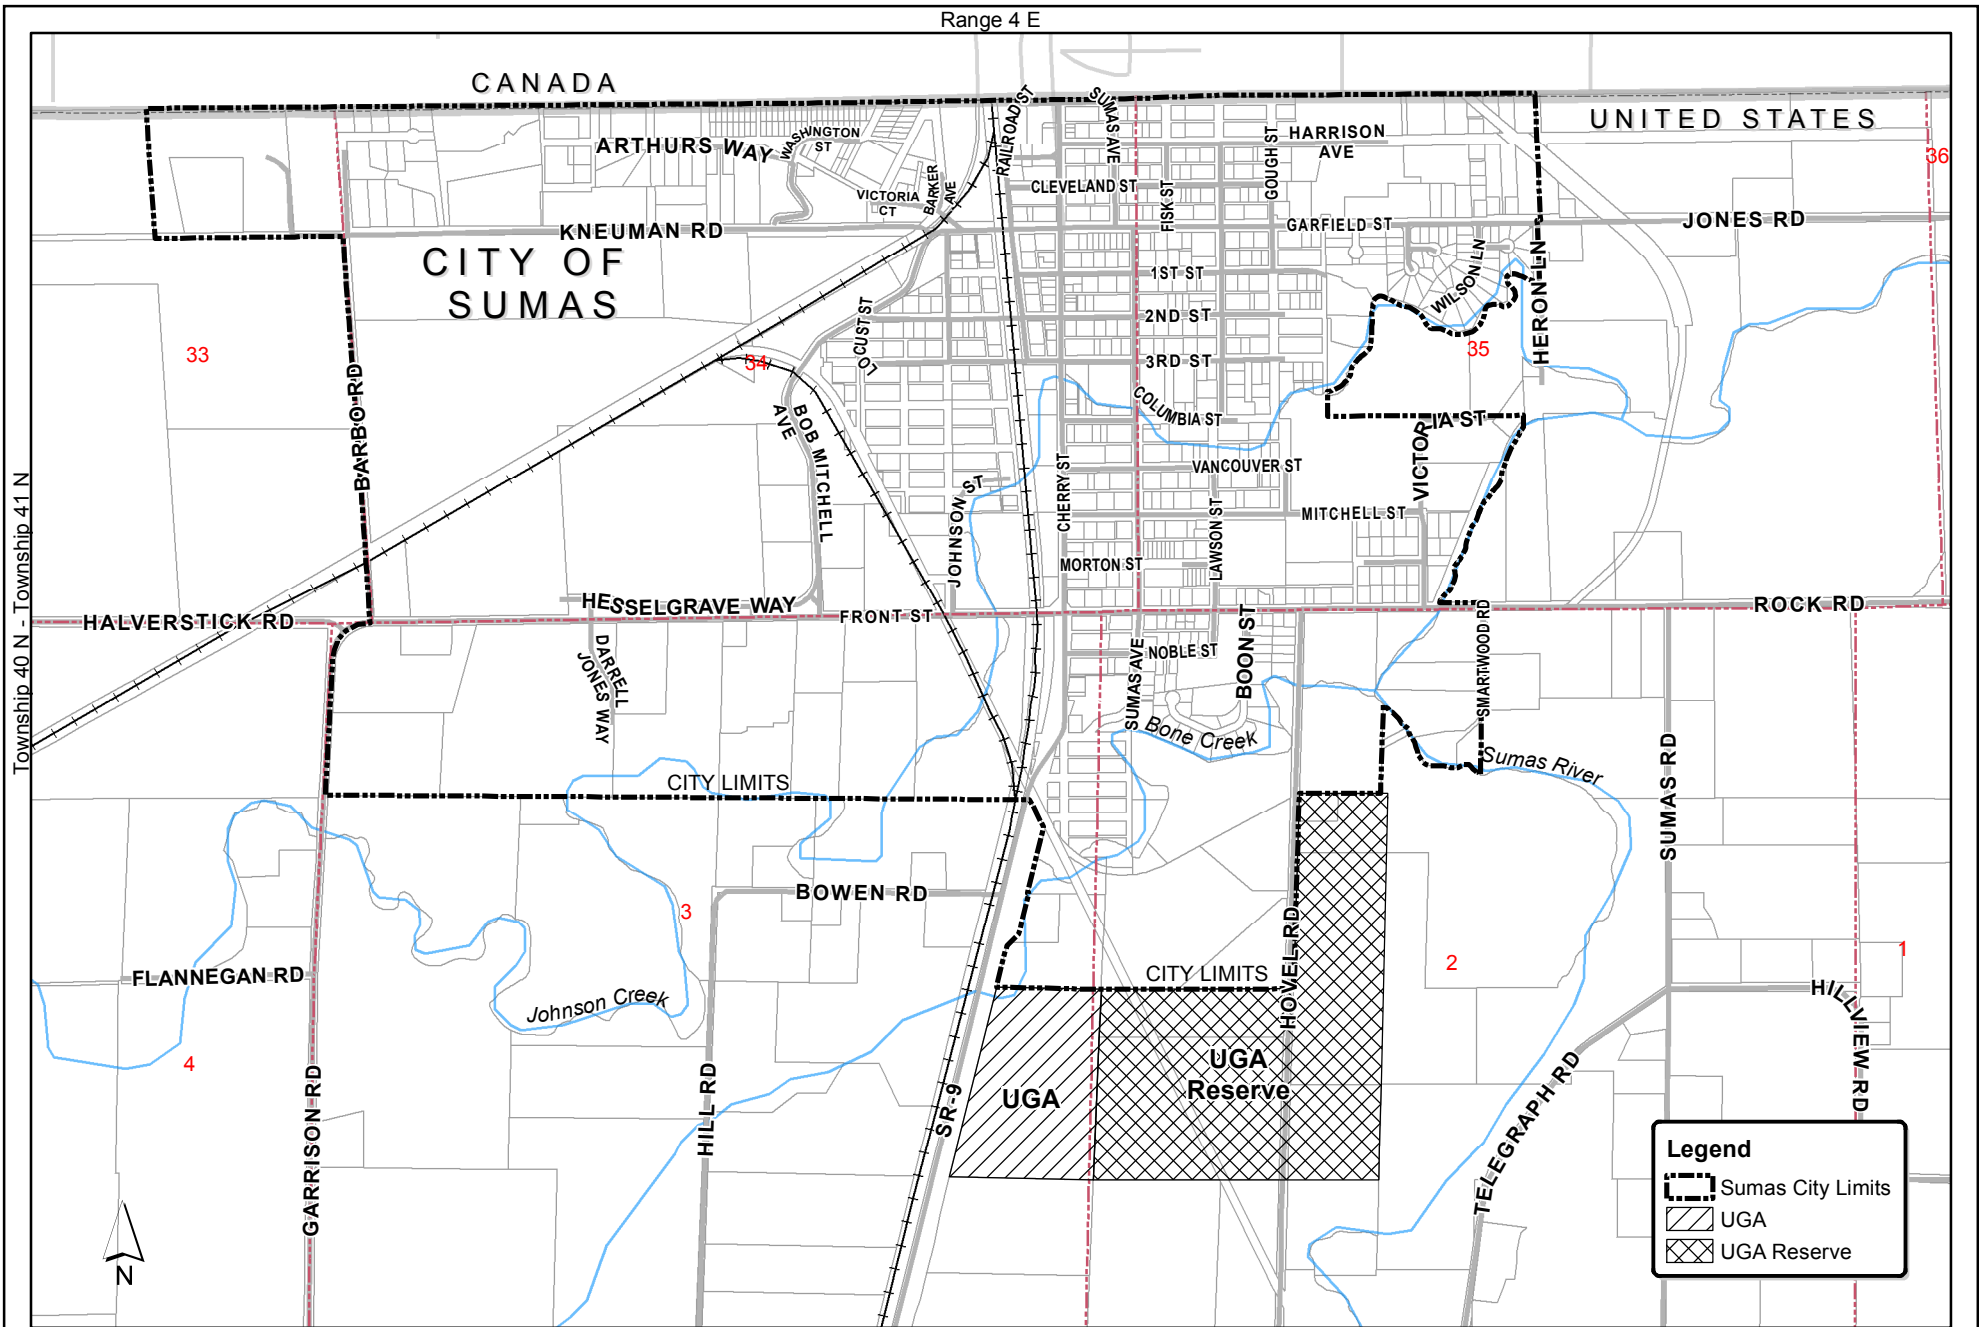 Range 4 E
CANADA
UNITED STATES
SUMAS AVE
RAILROAD ST
WASHINGTON
ST
ARTHURS WAY
HARRISON
AVE
GOUGH ST
36
CLEVELAND ST
FISK ST
BARKER
AVE
VICTORIA
CT
KNEUMAN RD
GARFIELD ST
JONES RD
CITY OF
SUMAS
1ST ST
WILSON LN
HERON LN
2ND ST
LOCUST ST
33
34
3RD ST
35
BARBO RD
BOB MITCHELL
AVE
COLUMBIA ST
VICTORIA ST
VANCOUVER ST
CHERRY ST
JOHNSON ST
LAWSON ST
MITCHELL ST
MORTON ST
Township 40 N - Township 41 N
HALVERSTICK RD
HESSELGRAVE WAY
FRONT ST
ROCK RD
DARRELL
JONES WAY
SUMAS AVE
NOBLE ST
BOON ST
SMARTWOOD RD
Bone Creek
Sumas River
SUMAS RD
CITY LIMITS
BOWEN RD
3
FLANNEGAN RD
Johnson Creek
CITY LIMITS
HOVEL RD
2
1
HILLVIEW RD
4
GARRISON RD
HILL RD
SR-9
UGA
UGA
Reserve
TELEGRAPH RD
N
Legend
Sumas City Limits
UGA
UGA Reserve